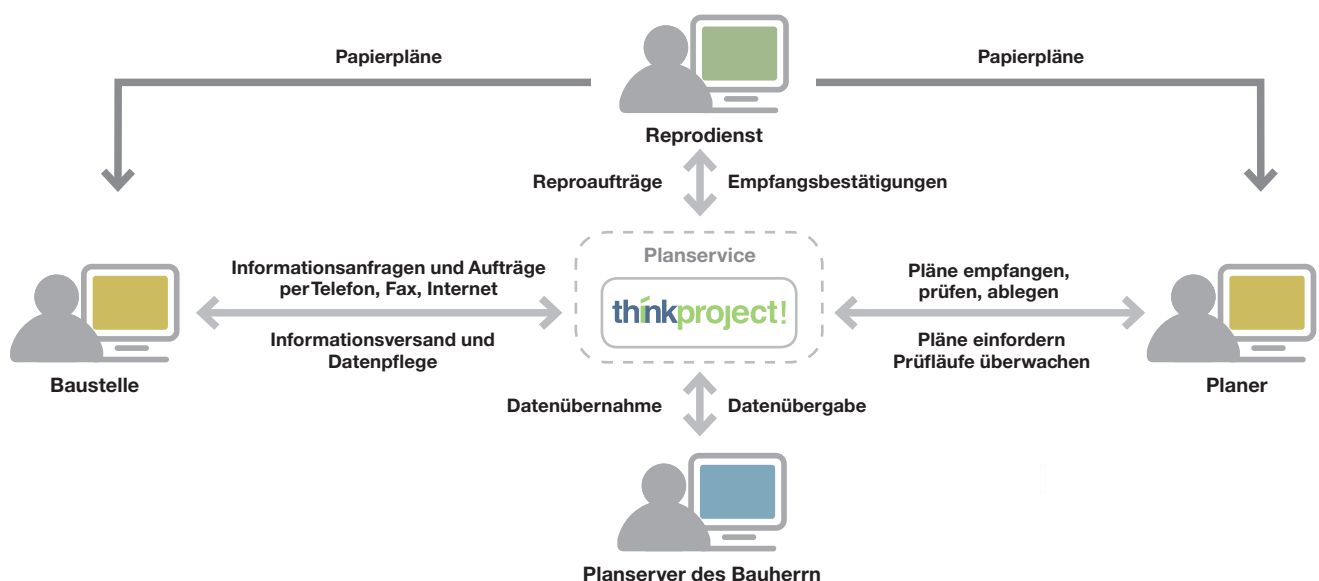 Papierpläne
Papierpläne
Reprodienst
Reproaufträge
Empfangsbestätigungen
Planservice
thinkproject!
Informationsanfragen und Aufträge
per Telefon, Fax, Internet
Informationsversand und
Datenpflege
Pläne empfangen,
prüfen, ablegen
Pläne einfordern
Prüfläufe überwachen
Baustelle
Planer
Datenübernahme
Datenübergabe
Planserver des Bauherrn